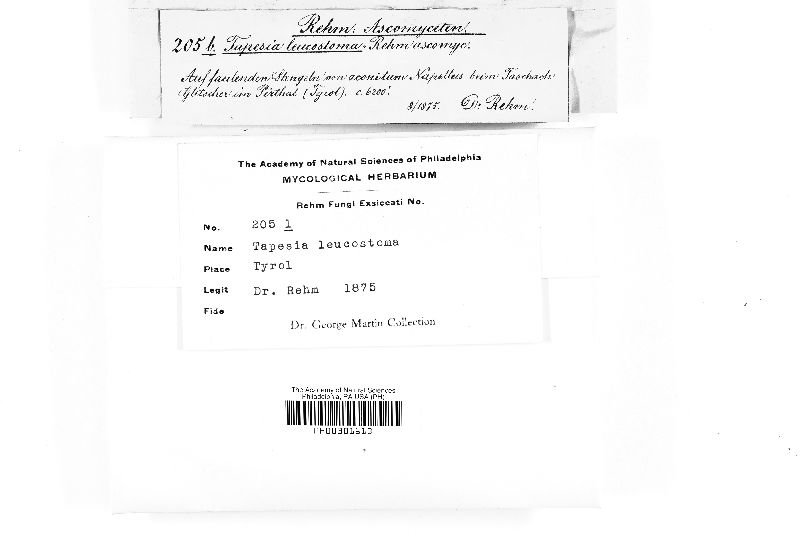 Rehm. Ascomyceten.
205 b. Tapesia leucostoma. Rehm ascomyc.
Auf faulenden Stengeln von aconitum Napellus beim Taschach
Gletscher im Pizthal (Tyrol). c. 6200'.
8/1875. Dr Rehm.
The Academy of Natural Sciences of Philadelphia
MYCOLOGICAL HERBARIUM
Rehm Fungi Exsiccati No.
No. 205 l
Name Tapesia leucostoma
Place Tyrol
Legit Dr. Rehm 1875
Fide
Dr. George Martin Collection
The Academy of Natural Sciences
Philadelphia, PA USA (PH)